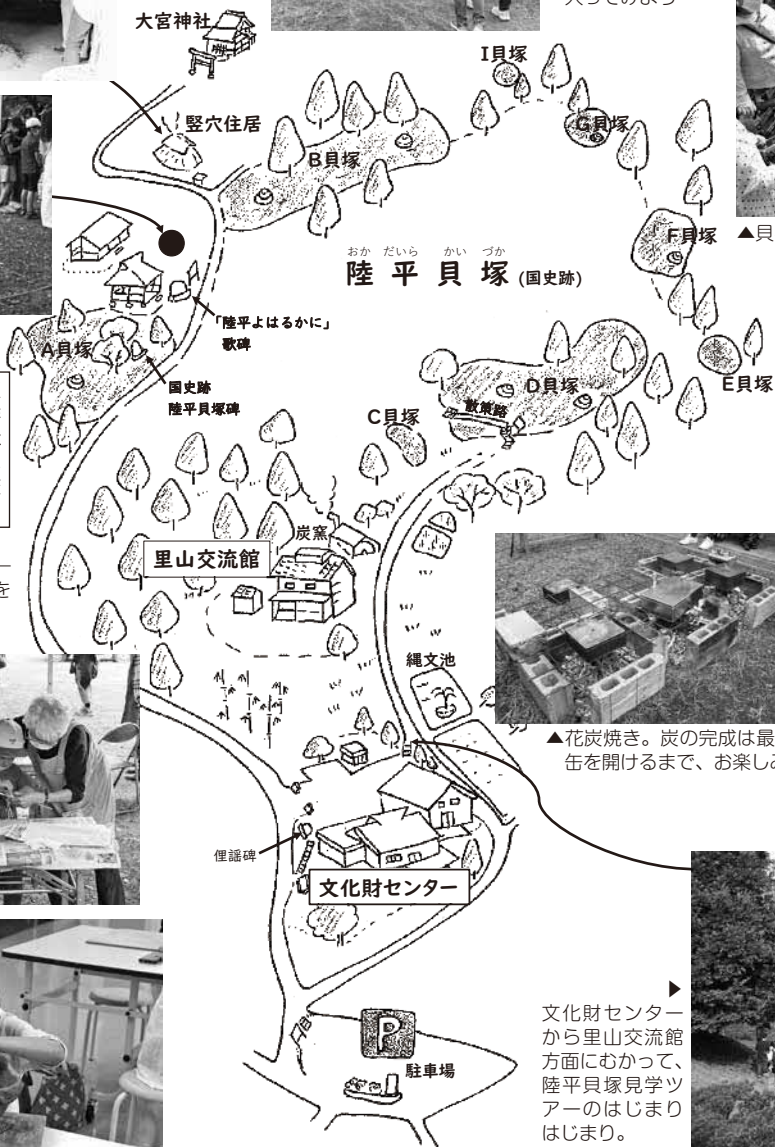 大宮神社
I貝塚
竪穴住居
B貝塚
G貝塚
F貝塚
▲貝
おか だいら かい づか
陸平貝塚(国史跡)
「陸平よはるかに」
歌碑
A貝塚
国史跡
陸平貝塚碑
E貝塚
D貝塚
散策路
C貝塚
炭窯
里山交流館
を
縄文池
▲花炭焼き。炭の完成は最
缶を開けるまで、お楽しみ
俚謡碑
文化財センター
P
駐車場
▶
文化財センター
から里山交流館
方面にむかって、
陸平貝塚見学ツ
アーのはじまり
はじまり。